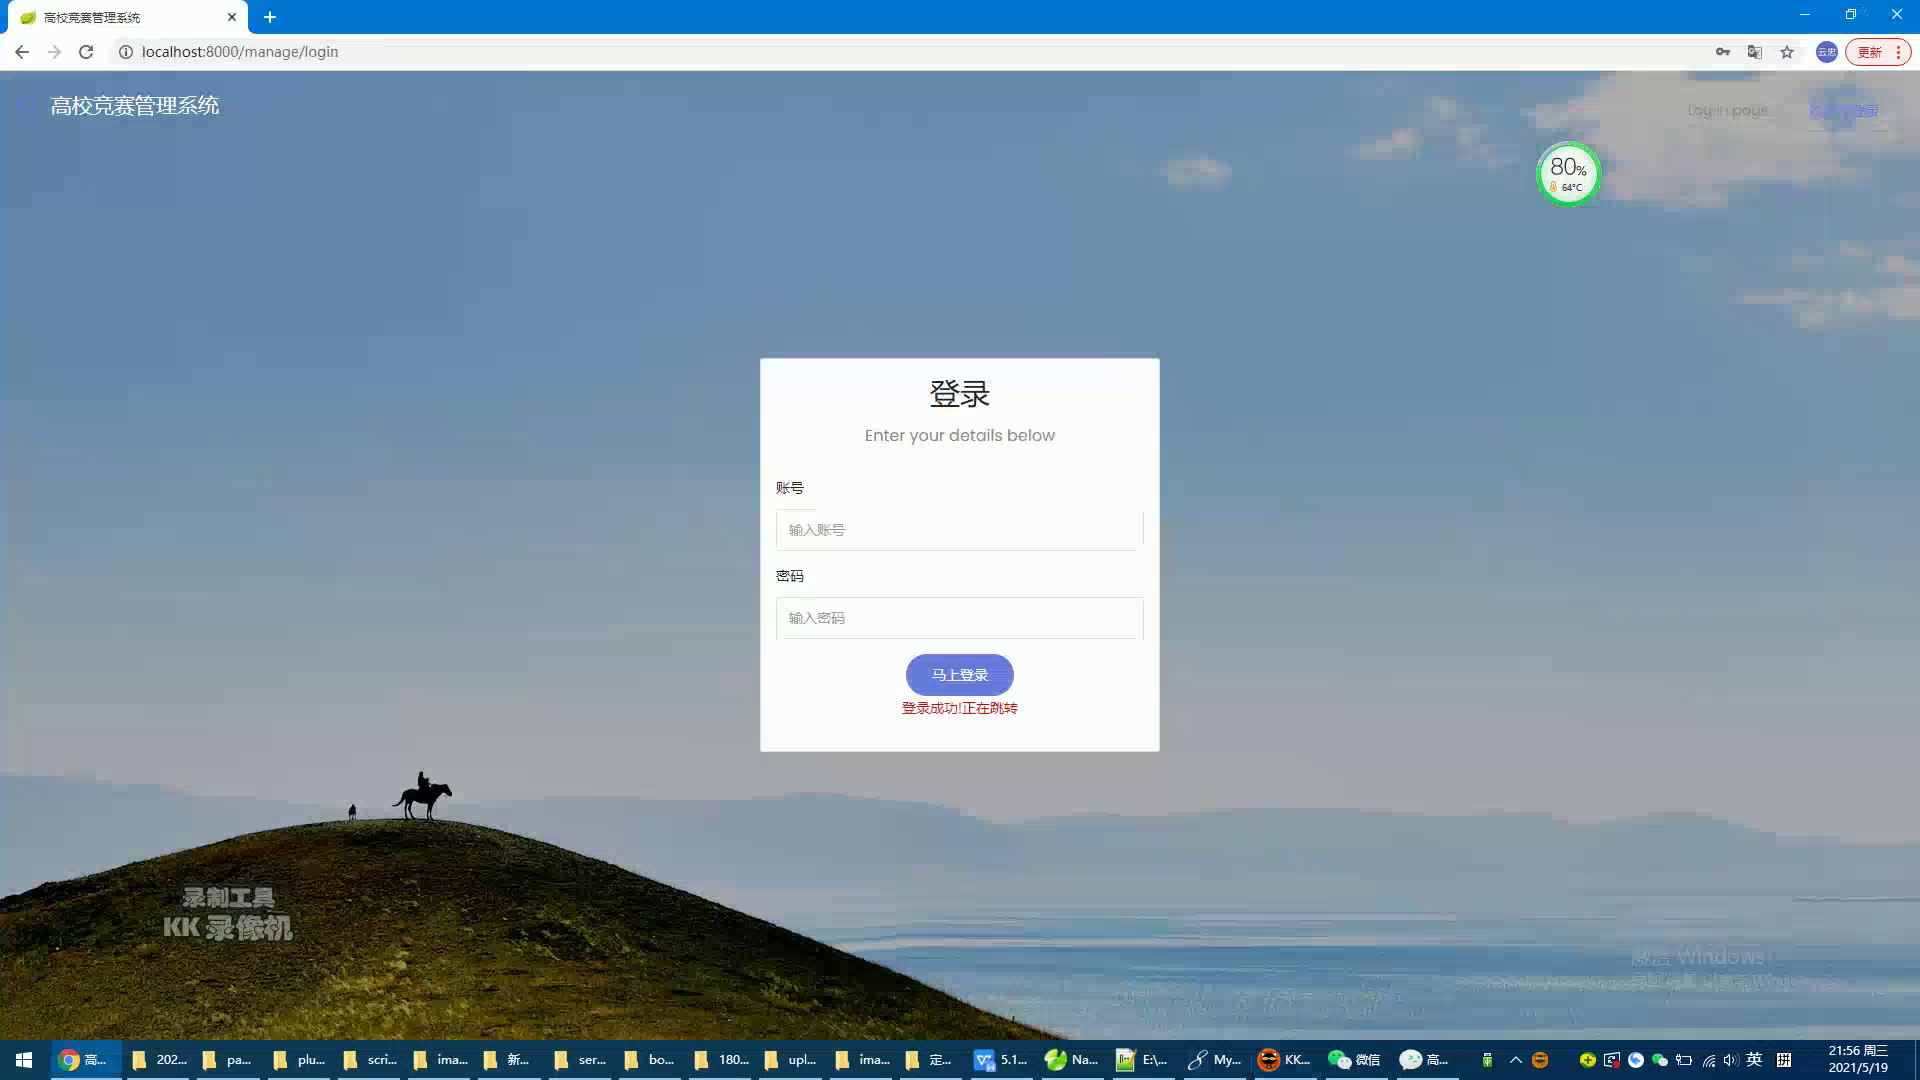 高校竞赛管理系统
localhost:8000/manage/login
云忠
更新
高校竞赛管理系统
Log in page
80%
64°C
登录
Enter your details below
账号
输入账号
密码
输入密码
马上登录
登录成功!正在跳转
录制工具
KK 录像机
激活 Windows
高...
202...
pa...
plu...
scri...
ima...
新...
ser...
bo...
180...
upl...
ima...
定...
5.1...
Na...
E:\...
My...
KK...
微信
高...
英
拼
21:56 周三
2021/5/19